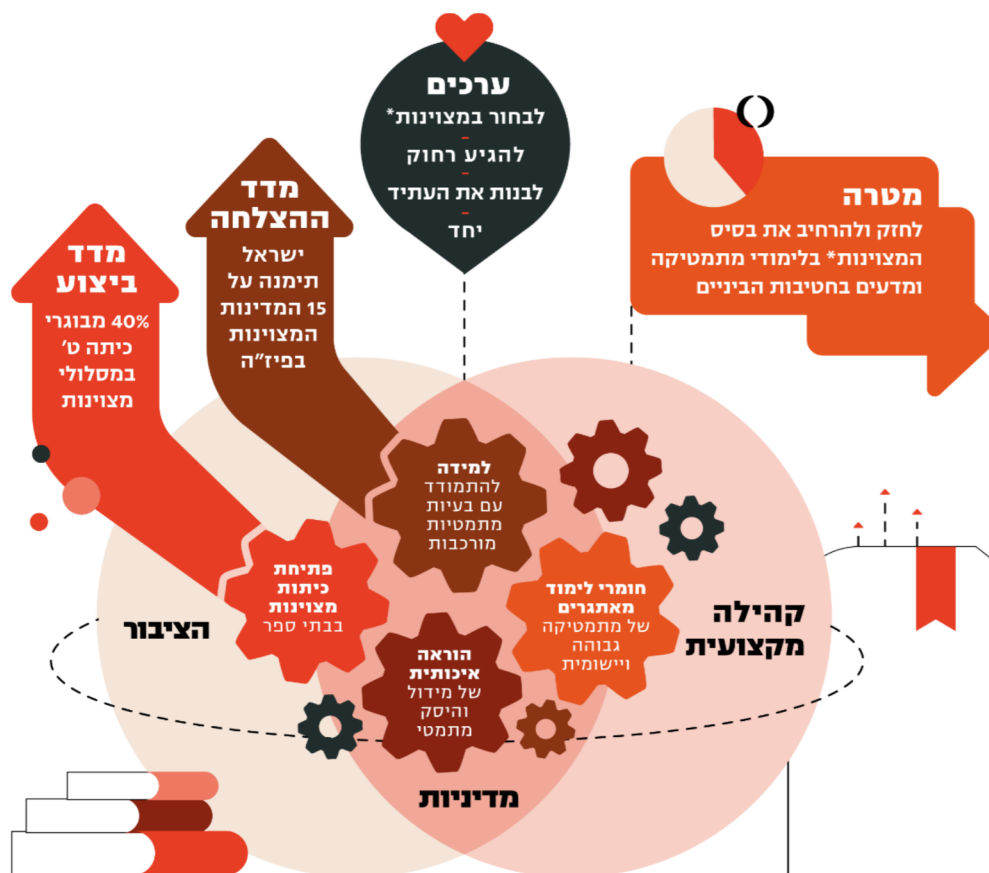 ערכים
לבחור במצוינות*
להגיע רחוק
לבנות את העתיד
יחד
מטרה
לחזק ולהרחיב את בסיס
המצוינות* בלימודי מתמטיקה
ומדעים בחטיבות הביניים
מדד
ההצלחה
ישראל
תימנה על
15 המדינות
המצוינות
בפיז"ה
מדד
ביצוע
40% מבוגרי
כיתה ט'
במסלולי
מצוינות
למידה
להתמודד
עם בעיות
מתמטיות
מורכבות
חומרי לימוד
מאתגרים
של מתמטיקה
גבוהה
ויישומית
פתיחת
כיתות
מצוינות
בבתי ספר
הוראה
איכותית
של מידול
והיסק
מתמטי
קהילה
מקצועית
הציבור
מדיניות